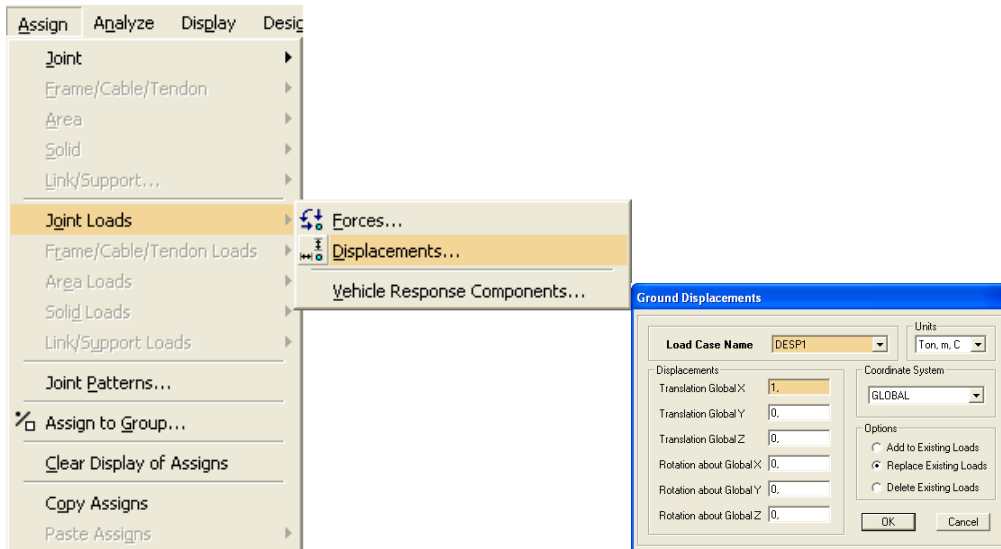 Assign Analyze Display Desig
Joint
Frame/Cable/Tendon
Area
Solid
Link/Support...
Joint Loads
Frame/Cable/Tendon Loads
Area Loads
Solid Loads
Link/Support Loads
Joint Patterns...
Assign to Group...
Clear Display of Assigns
Copy Assigns
Paste Assigns
Forces...
Displacements...
Vehicle Response Components...
Ground Displacements
Load Case Name DESP1
Units
Ton, m, C
Displacements
Translation Global X 1,
Translation Global Y 0,
Translation Global Z 0,
Rotation about Global X 0,
Rotation about Global Y 0,
Rotation about Global Z 0,
Coordinate System
GLOBAL
Options
Add to Existing Loads
Replace Existing Loads
Delete Existing Loads
OK Cancel